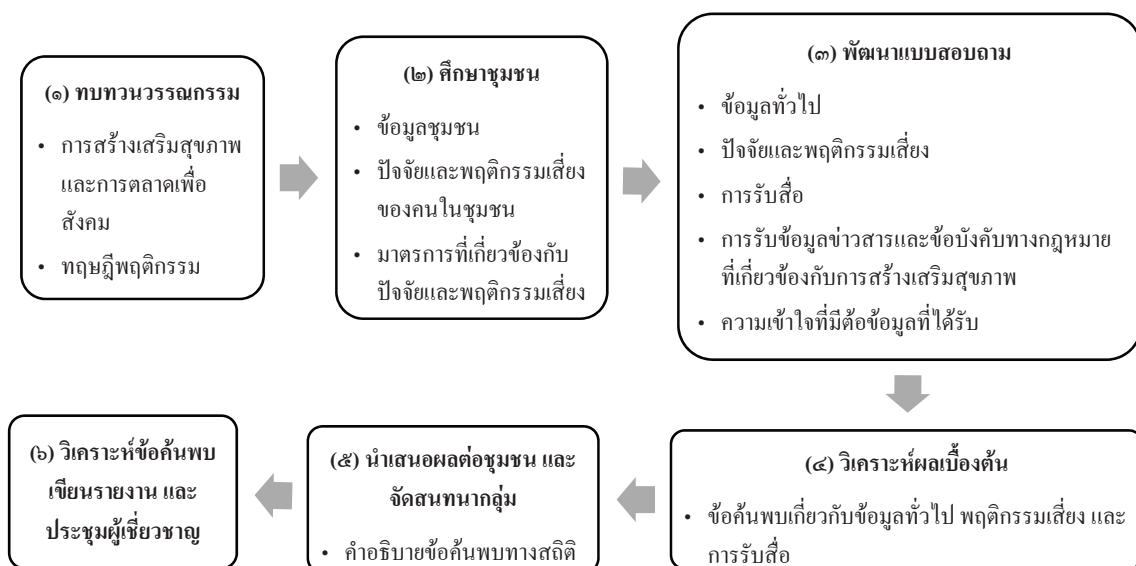 (๑) ทบทวนวรรณกรรม
• การสร้างเสริมสุขภาพ
และการตลาดเพื่อ
สังคม
• ทฤษฎีพฤติกรรม
(๒) ศึกษาชุมชน
• ข้อมูลชุมชน
• ปัจจัยและพฤติกรรมเสี่ยง
ของคนในชุมชน
• มาตรการที่เกี่ยวข้องกับ
ปัจจัยและพฤติกรรมเสี่ยง
(๓) พัฒนาแบบสอบถาม
• ข้อมูลทั่วไป
• ปัจจัยและพฤติกรรมเสี่ยง
• การรับสื่อ
• การรับข้อมูลข่าวสารและข้อบังคับทางกฎหมาย
ที่เกี่ยวข้องกับการสร้างเสริมสุขภาพ
• ความเข้าใจที่มีต่อข้อมูลที่ได้รับ
(๔) วิเคราะห์ผลเบื้องต้น
• ข้อค้นพบเกี่ยวกับข้อมูลทั่วไป พฤติกรรมเสี่ยง และ
การรับสื่อ
(๕) นำเสนอผลต่อชุมชน และ
จัดสนทนากลุ่ม
• คำอธิบายข้อค้นพบทางสถิติ
(๖) วิเคราะห์ข้อค้นพบ
เขียนรายงาน และ
ประชุมผู้เชี่ยวชาญ